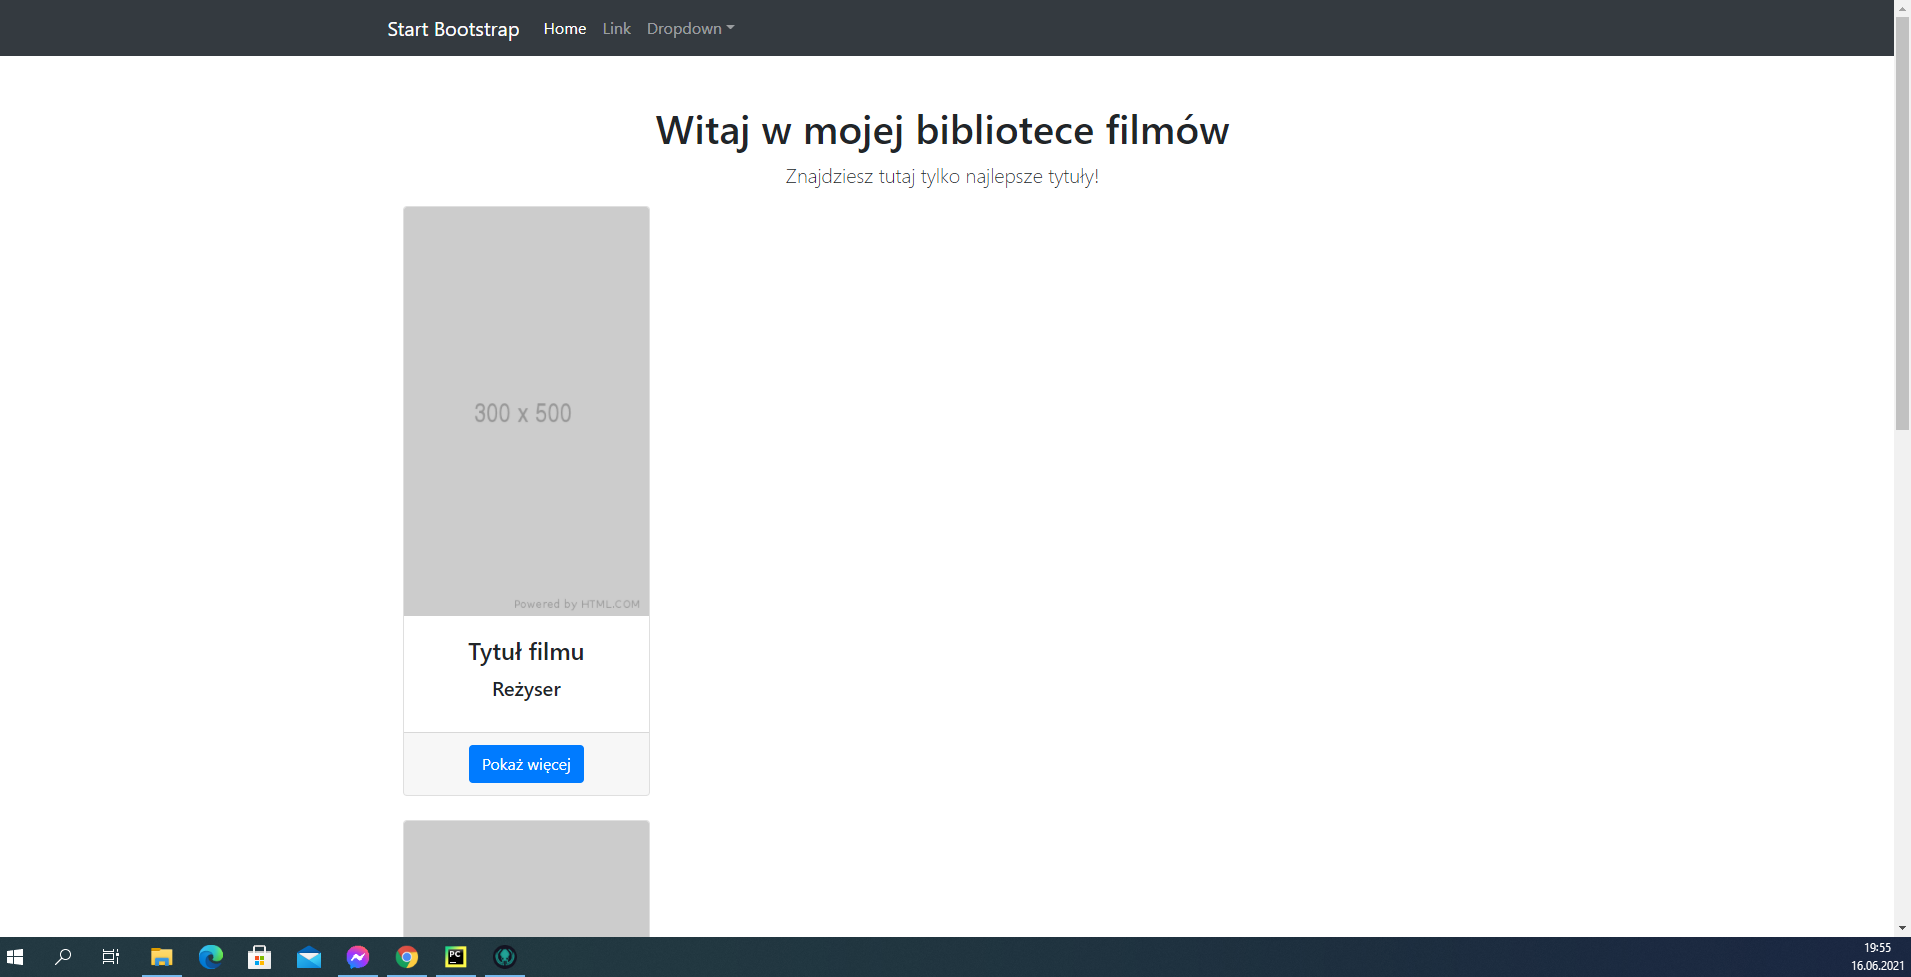 Start Bootstrap Home Link Dropdown
Witaj w mojej bibliotece filmów
Znajdziesz tutaj tylko najlepsze tytuły!
300 x 500
Powered by HTML.COM
Tytuł filmu
Reżyser
Pokaż więcej
PC
19:55
16.06.2021